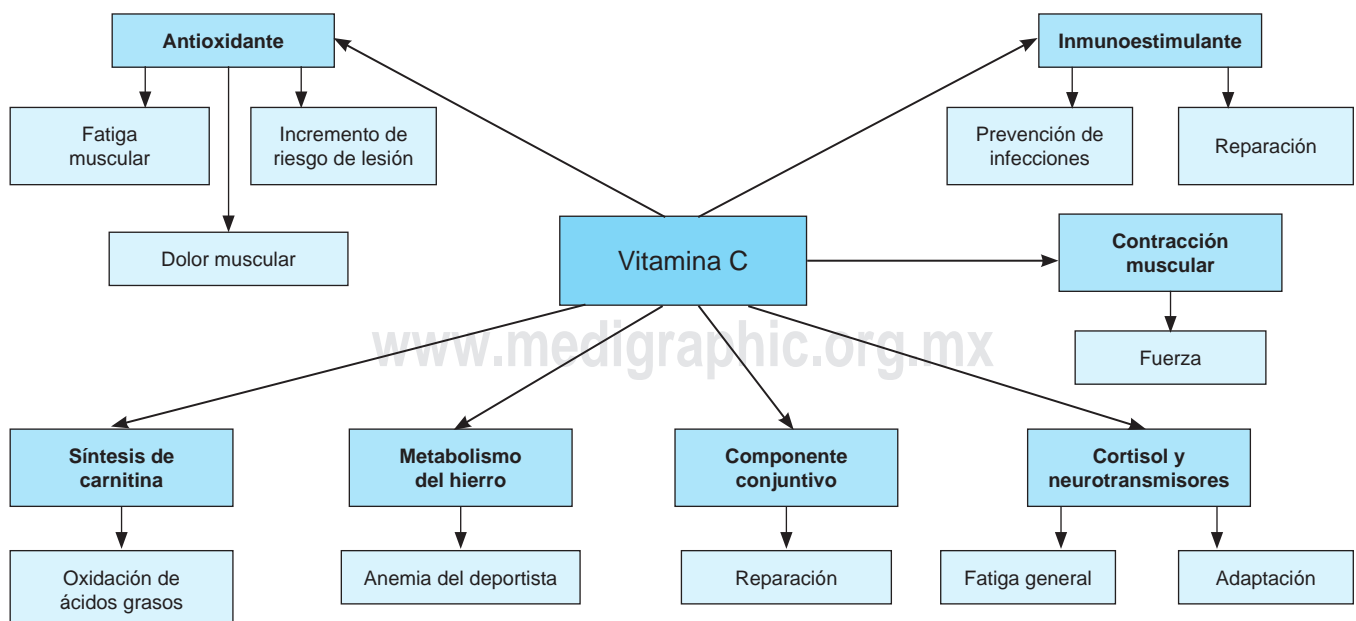 Antioxidante
Inmunoestimulante
Fatiga
muscular
Incremento de
riesgo de lesión
Prevención de
infecciones
Reparación
Dolor muscular
Vitamina C
Contracción
muscular
www.medigraphic.org.mx
Fuerza
Síntesis de
carnitina
Metabolismo
del hierro
Componente
conjuntivo
Cortisol y
neurotransmisores
Oxidación de
ácidos grasos
Anemia del deportista
Reparación
Fatiga general
Adaptación